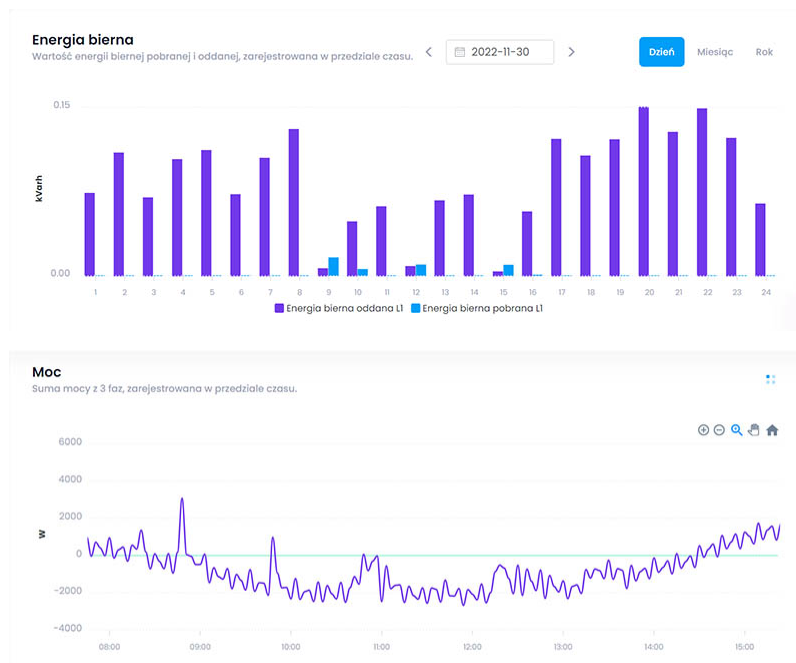 Energia bierna
Wartość energii biernej pobranej i oddanej, zarejestrowana w przedziale czasu.
2022-11-30
Dzień Miesiąc Rok
0.15
kVarh
0.00
1 2 3 4 5 6 7 8 9 10 11 12 13 14 15 16 17 18 19 20 21 22 23 24
Energia bierna oddana L1 Energia bierna pobrana L1
Moc
Suma mocy z 3 faz, zarejestrowana w przedziale czasu.
6000
4000
2000
W
0
-2000
-4000
08:00 09:00 10:00 11:00 12:00 13:00 14:00 15:00